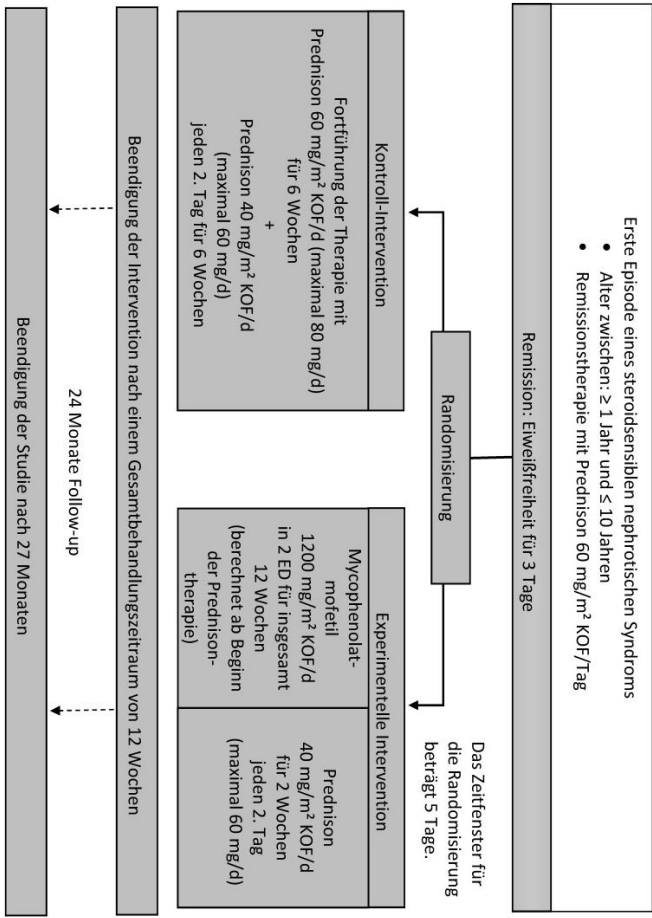 Erste Episode eines steroidsensiblen nephrotischen Syndroms
• Alter zwischen: ≥ 1 Jahr und ≤ 10 Jahren
• Remissionstherapie mit Prednison 60 mg/m² KOF/Tag
Remission: Eiweißfreiheit für 3 Tage
Randomisierung
Das Zeitfenster für
die Randomisierung
beträgt 5 Tage.
Kontroll-Intervention
Fortführung der Therapie mit
Prednison 60 mg/m² KOF/d (maximal 80 mg/d)
für 6 Wochen
+
Prednison 40 mg/m² KOF/d
(maximal 60 mg/d)
jeden 2. Tag für 6 Wochen
Experimentelle Intervention
Mycophenolat-
mofetil
1200 mg/m² KOF/d
in 2 ED für insgesamt
12 Wochen
(berechnet ab Beginn
der Prednison-
therapie)
Prednison
40 mg/m² KOF/d
für 2 Wochen
jeden 2. Tag
(maximal 60 mg/d)
Beendigung der Intervention nach einem Gesamtbehandlungszeitraum von 12 Wochen
24 Monate Follow-up
Beendigung der Studie nach 27 Monaten